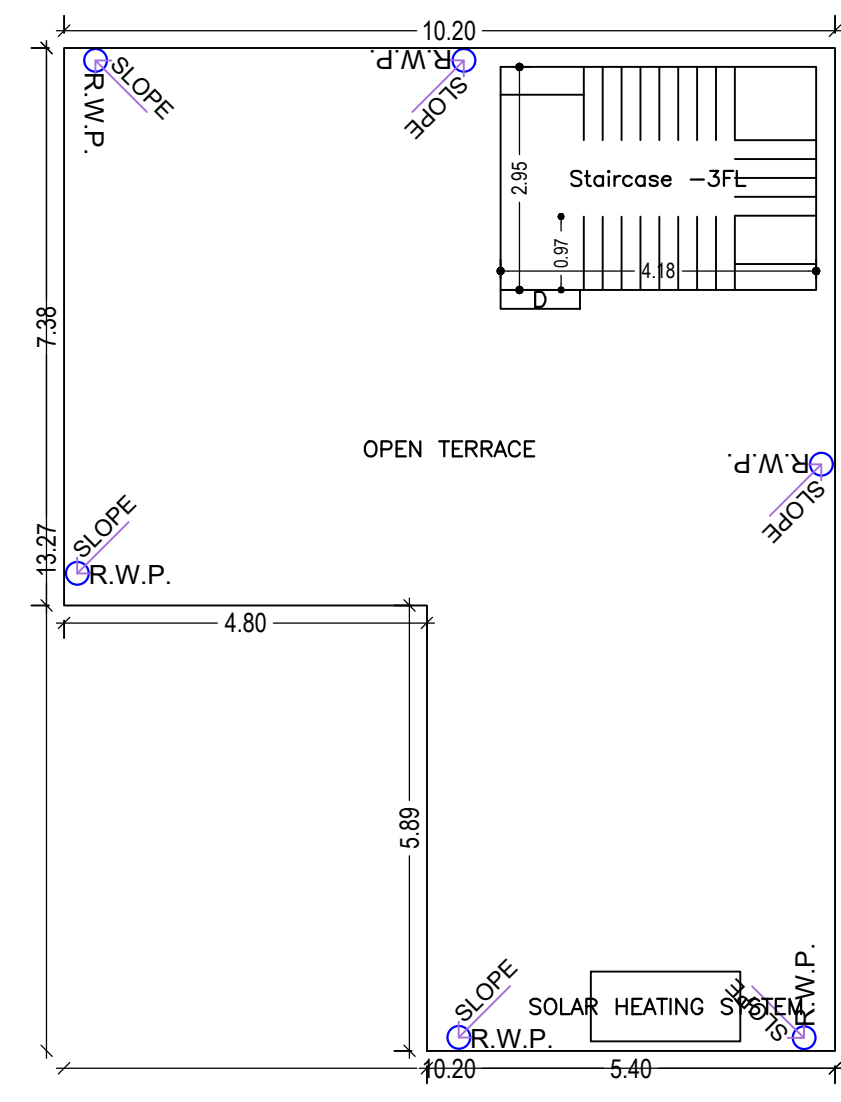 10.20
SLOPE
R.W.P.
R.W.P.
SLOPE
2.95
Staircase -3FL
0.97
4.18
D
7.38
OPEN TERRACE
R.W.P.
SLOPE
13.27
SLOPE
R.W.P.
4.80
5.89
SLOPE
R.W.P.
SOLAR HEATING SYSTEM
SLOPE
R.W.P.
10.20
5.40